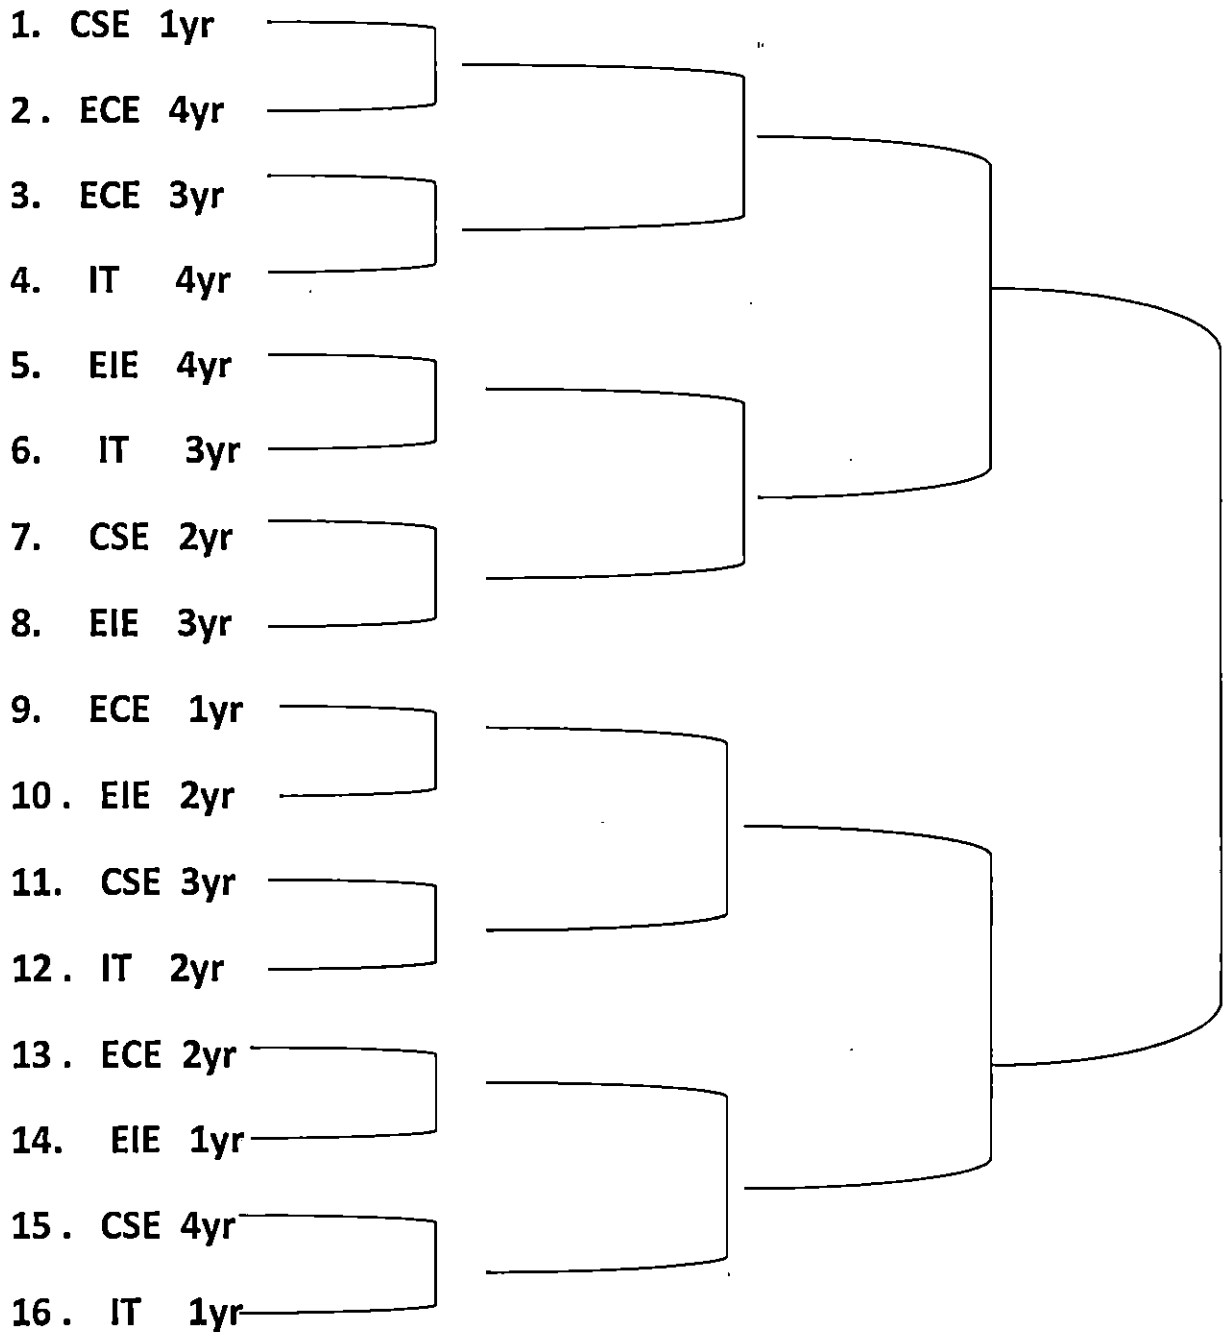 1. CSE 1yr
2 . ECE 4yr
3. ECE 3yr
4. IT 4yr
5. EIE 4yr
6. IT 3yr
7. CSE 2yr
8. EIE 3yr
9. ECE 1yr
10 . EIE 2yr
11. CSE 3yr
12 . IT 2yr
13 . ECE 2yr
14. EIE 1yr
15 . CSE 4yr
16 . IT 1yr